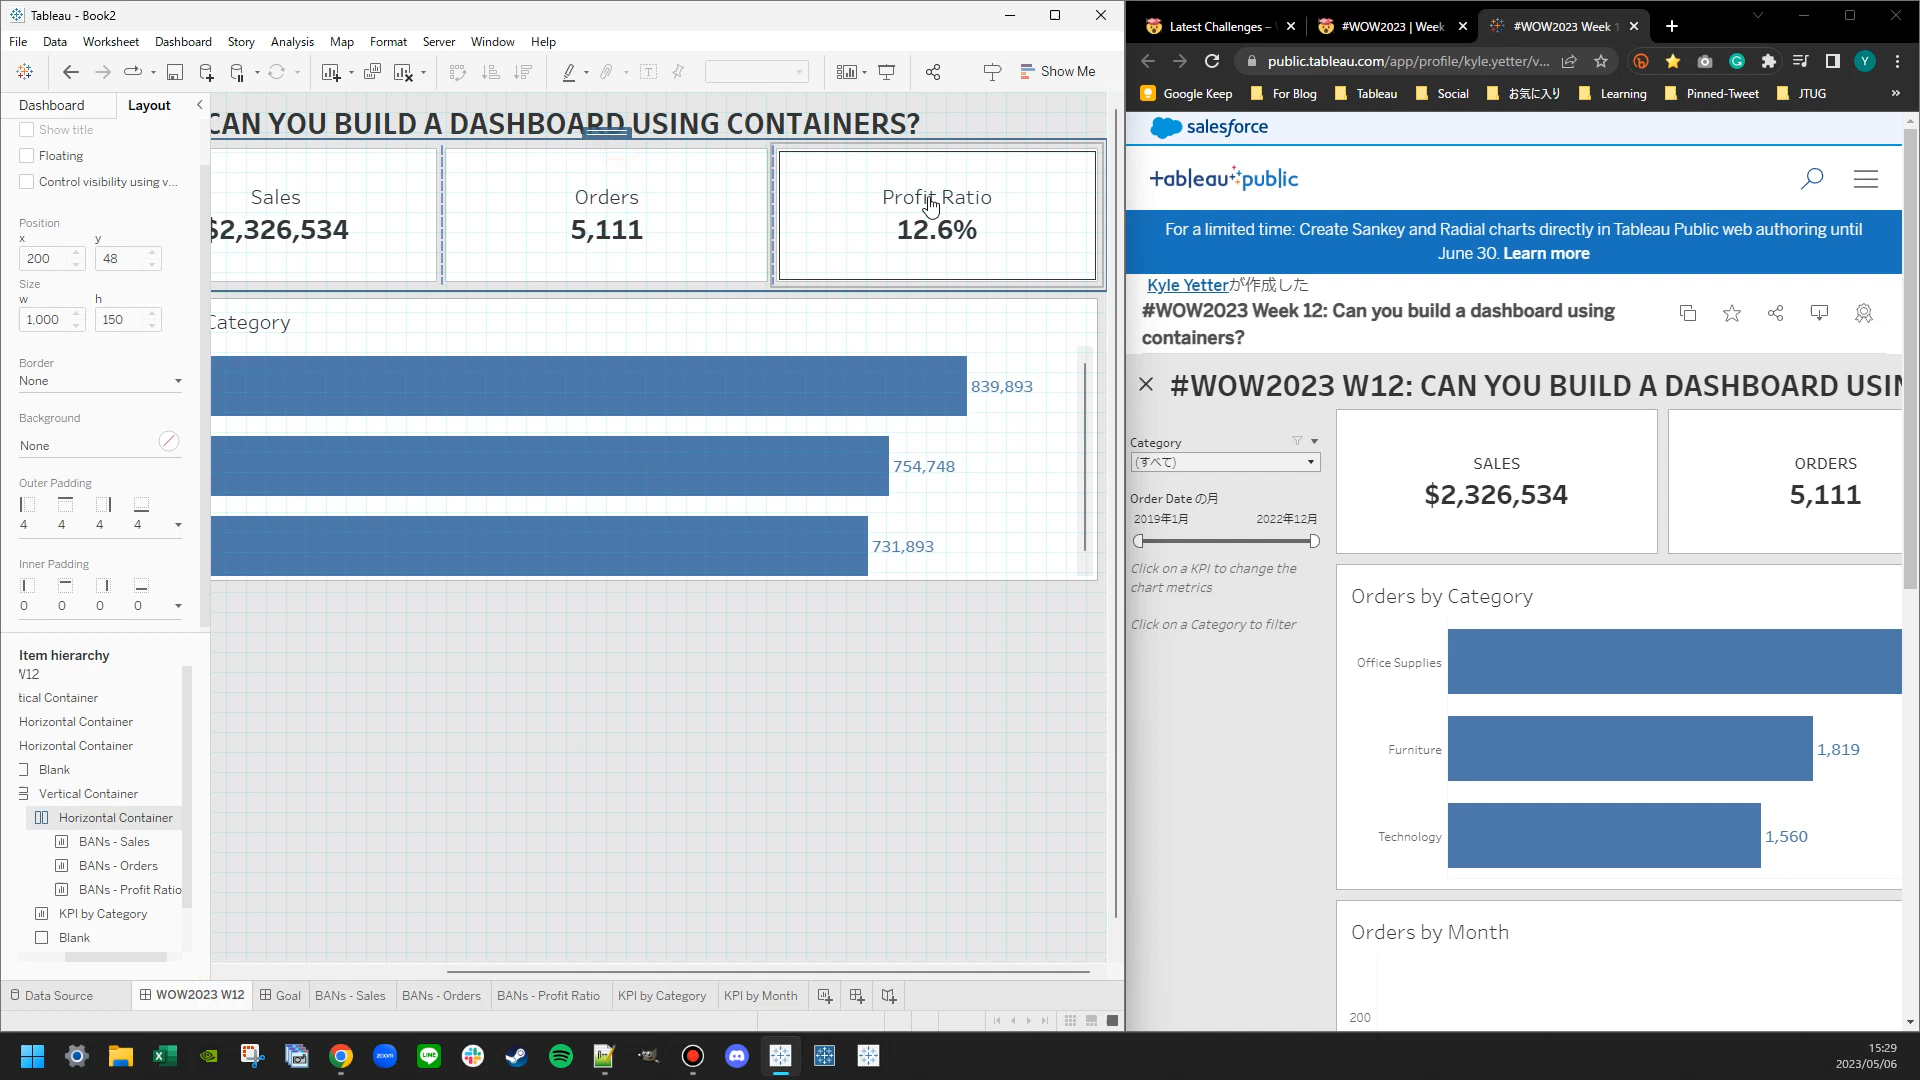 Tableau - Book2
File Data Worksheet Dashboard Story Analysis Map Format Server Window Help
Show Me
Dashboard
Layout
Show title
Floating
Control visibility using v...
Position
x y
200 48
Size
w h
1,000 150
Border
None
Background
None
Outer Padding
4 4 4 4
Inner Padding
0 0 0 0
Item hierarchy
W12
tical Container
Horizontal Container
Horizontal Container
Blank
Vertical Container
Horizontal Container
BANs - Sales
BANs - Orders
BANs - Profit Ratio
KPI by Category
Blank
CAN YOU BUILD A DASHBOARD USING CONTAINERS?
Sales
$2,326,534
Orders
5,111
Profit Ratio
12.6%
Category
839,893
754,748
731,893
Data Source
WOW2023 W12
Goal
BANs - Sales
BANs - Orders
BANs - Profit Ratio
KPI by Category
KPI by Month
Latest Challenges –
#WOW2023 | Week
#WOW2023 Week 1
public.tableau.com/app/profile/kyle.yetter/v...
Y
Google Keep
For Blog
Tableau
Social
お気に入り
Learning
Pinned-Tweet
JTUG
»
salesforce
+ableau public
For a limited time: Create Sankey and Radial charts directly in Tableau Public web authoring until
June 30. Learn more
Kyle Yetterが作成した
#WOW2023 Week 12: Can you build a dashboard using
containers?
#WOW2023 W12: CAN YOU BUILD A DASHBOARD USIN
Category
(すべて)
Order Date の月
2019年1月 2022年12月
Click on a KPI to change the
chart metrics
Click on a Category to filter
SALES
$2,326,534
ORDERS
5,111
Orders by Category
Office Supplies
Furniture
1,819
Technology
1,560
Orders by Month
200
zoom
LINE
15:29
2023/05/06